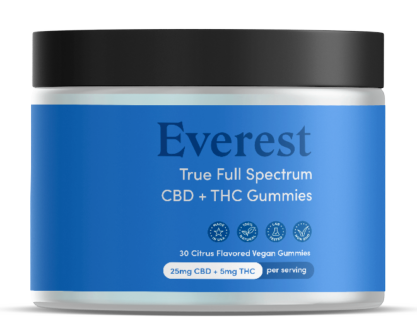 Everest
True Full Spectrum
CBD + THC Gummies
30 Citrus Flavored Vegan Gummies
25mg CBD + 5mg THC per serving